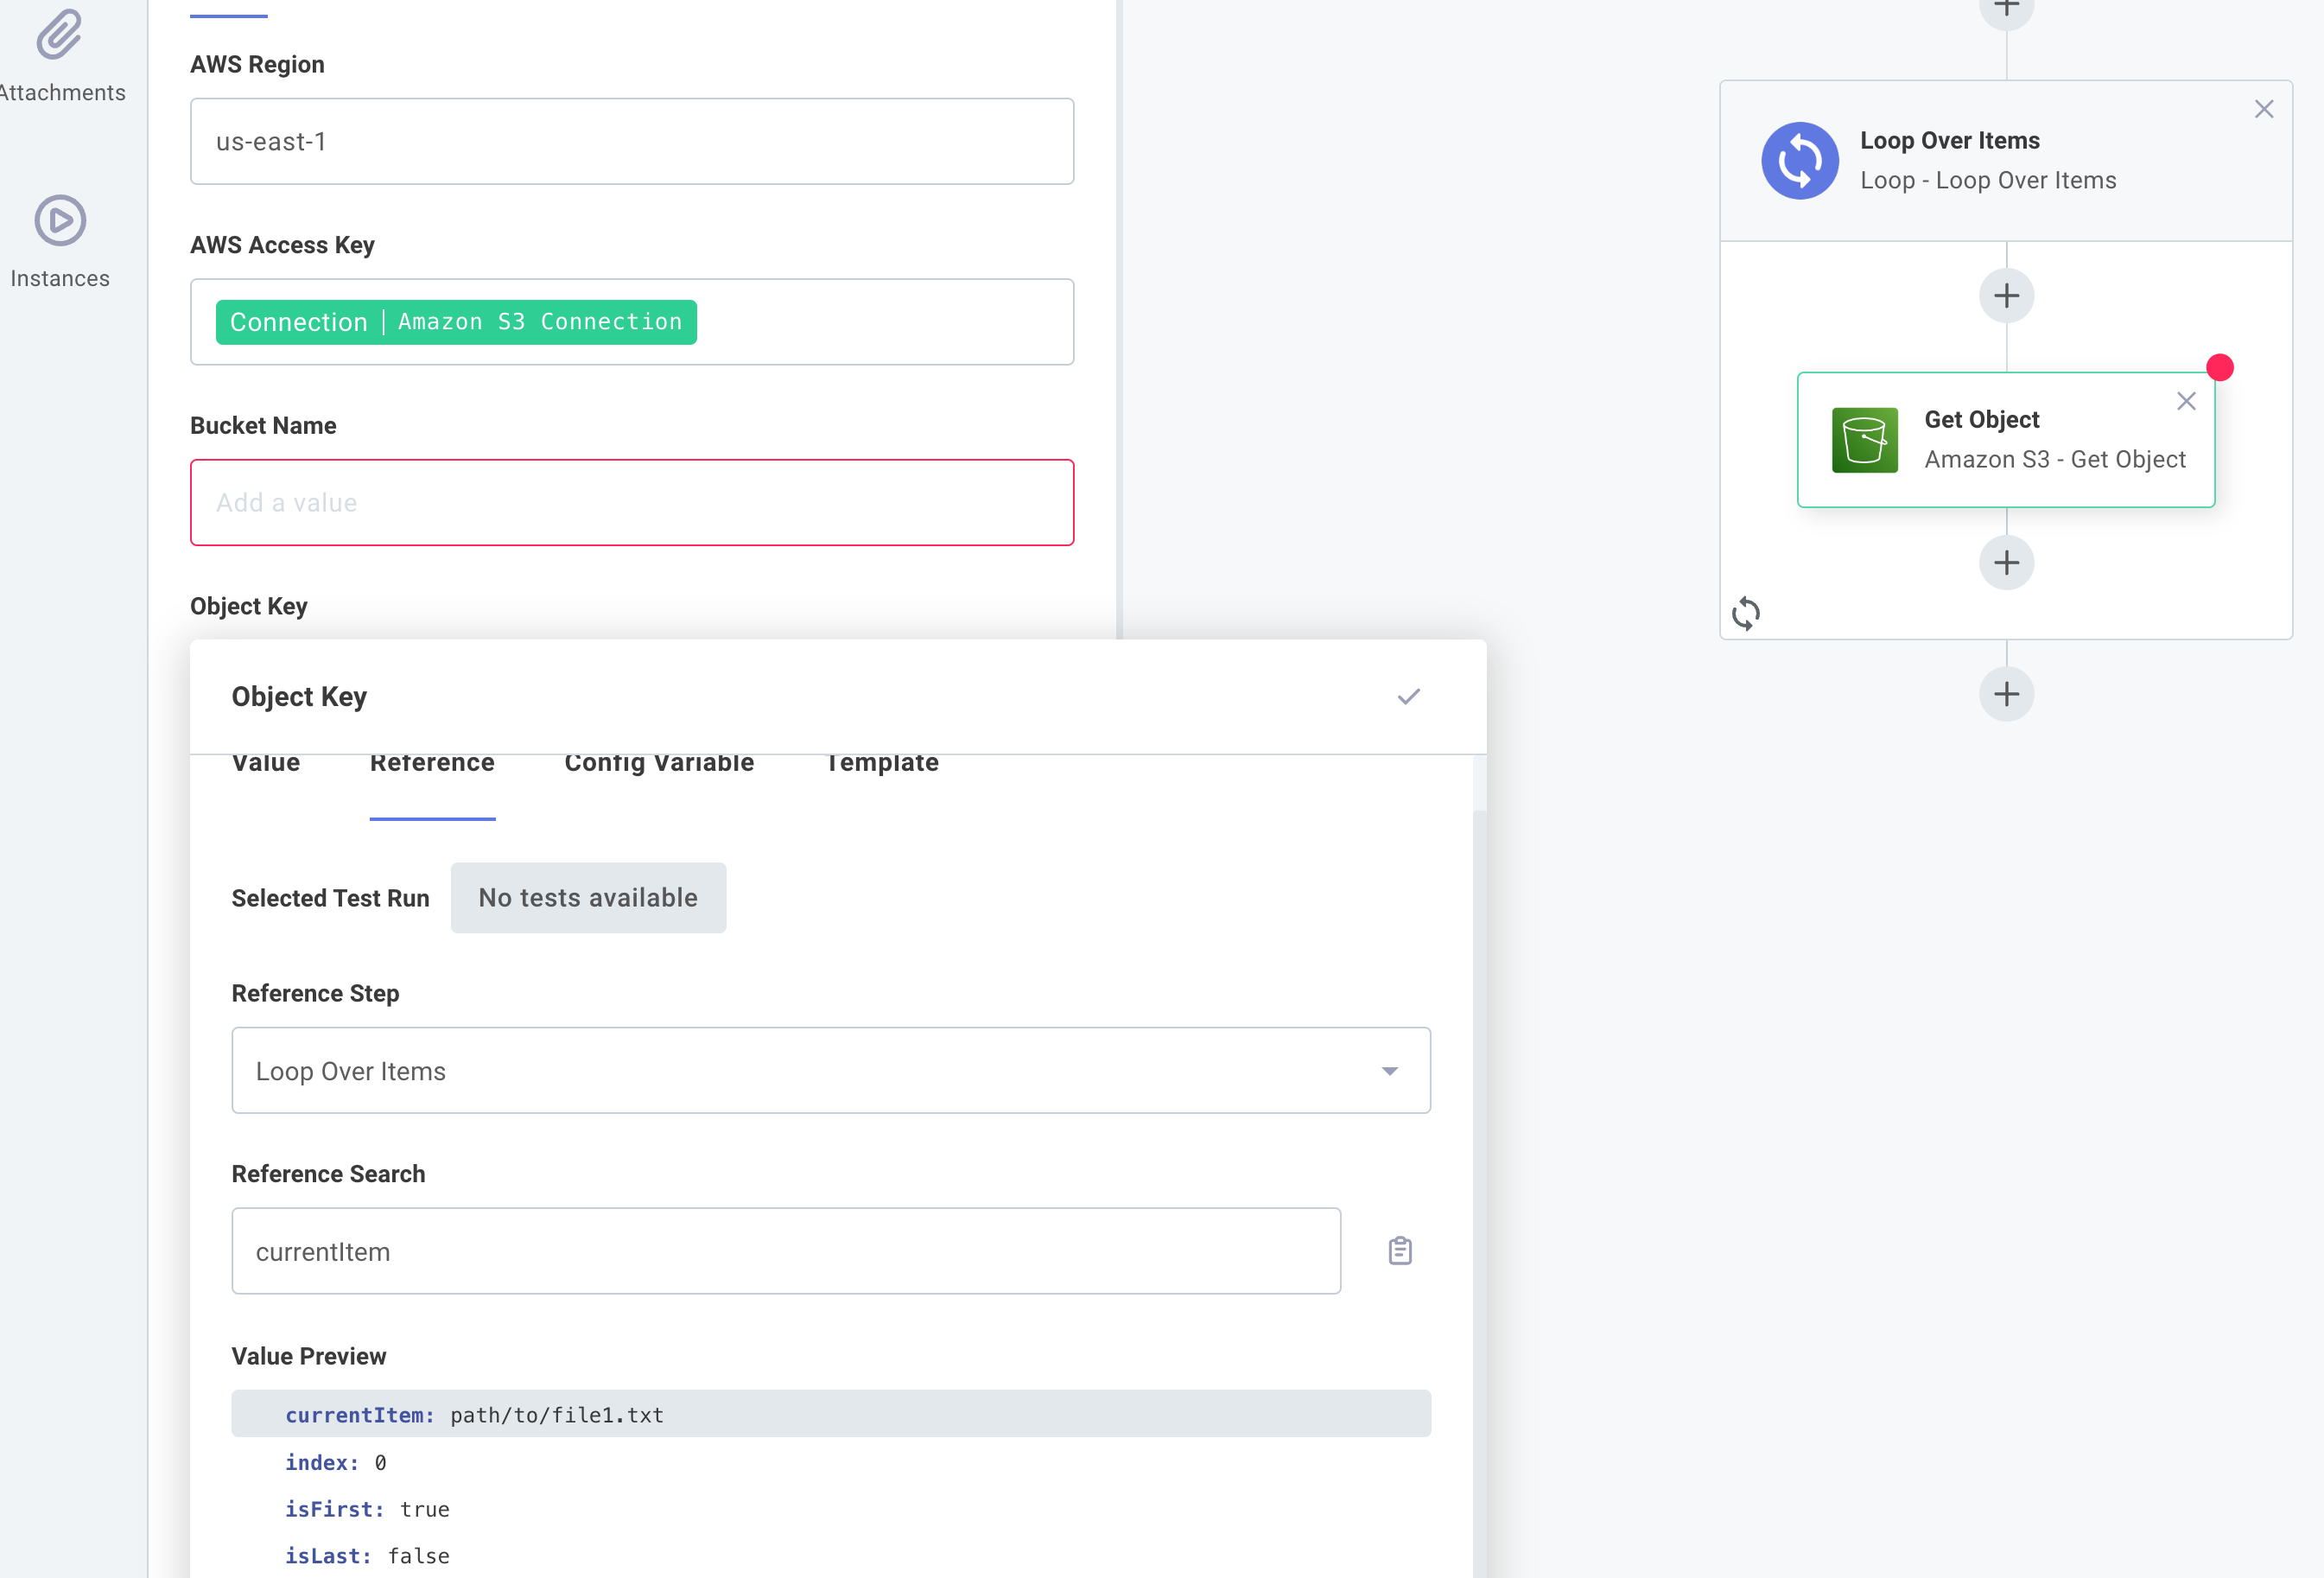 Attachments
Instances
AWS Region
us-east-1
AWS Access Key
Connection | Amazon S3 Connection
Bucket Name
Add a value
Object Key
Object Key
Value Reference Config Variable Template
Selected Test Run No tests available
Reference Step
Loop Over Items
Reference Search
currentItem
Value Preview
currentItem: path/to/file1.txt
index: 0
isFirst: true
isLast: false
Loop Over Items
Loop - Loop Over Items
Get Object
Amazon S3 - Get Object